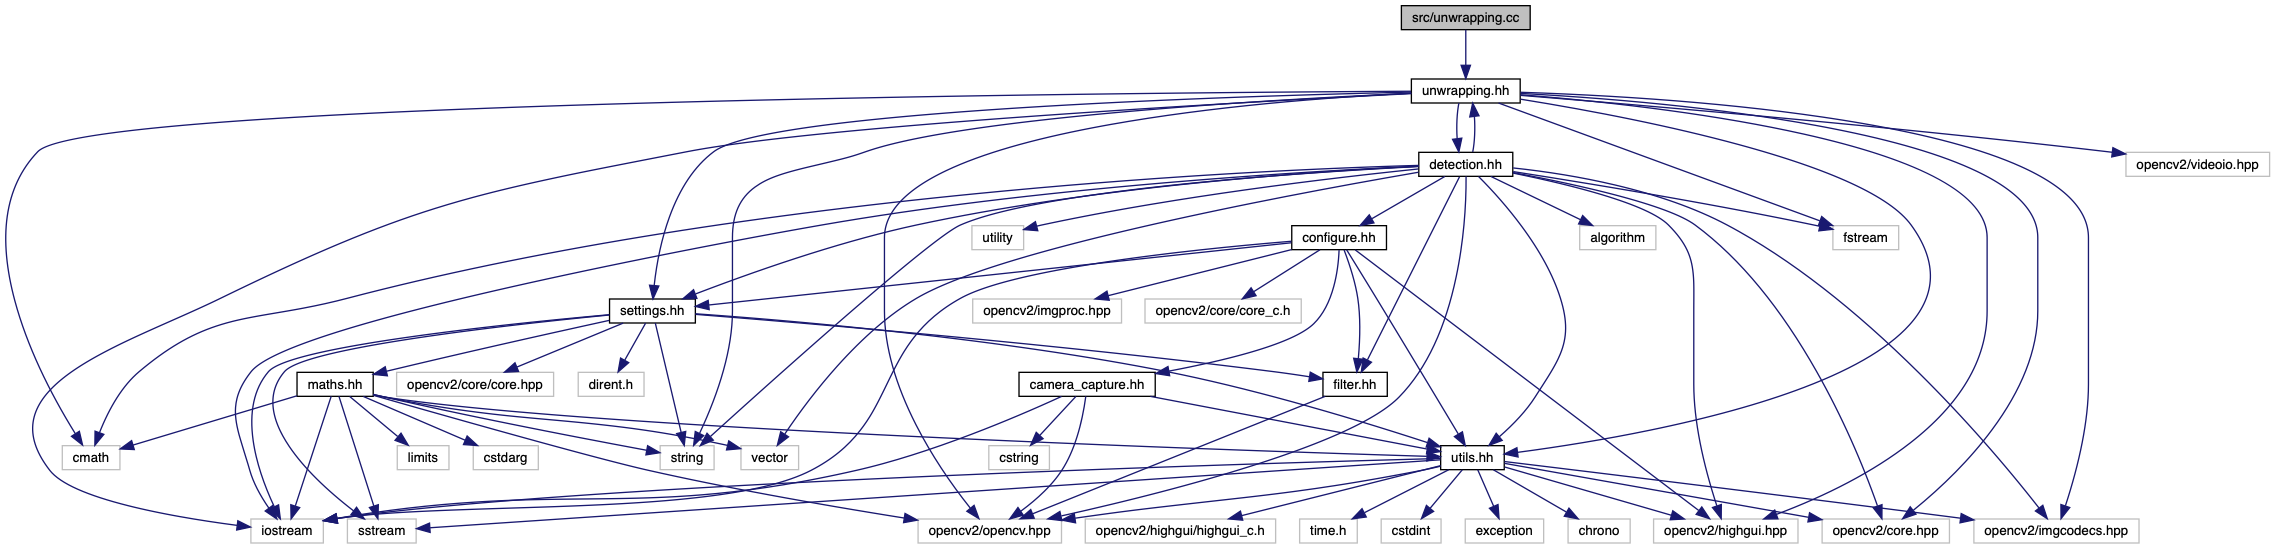 src/unwrapping.cc
unwrapping.hh
detection.hh
opencv2/videoio.hpp
utility
configure.hh
algorithm
fstream
settings.hh
opencv2/imgproc.hpp
opencv2/core/core_c.h
maths.hh
opencv2/core/core.hpp
dirent.h
camera_capture.hh
filter.hh
cmath
limits
cstdarg
string
vector
cstring
utils.hh
iostream
sstream
opencv2/opencv.hpp
opencv2/highgui/highgui_c.h
time.h
cstdint
exception
chrono
opencv2/highgui.hpp
opencv2/core.hpp
opencv2/imgcodecs.hpp